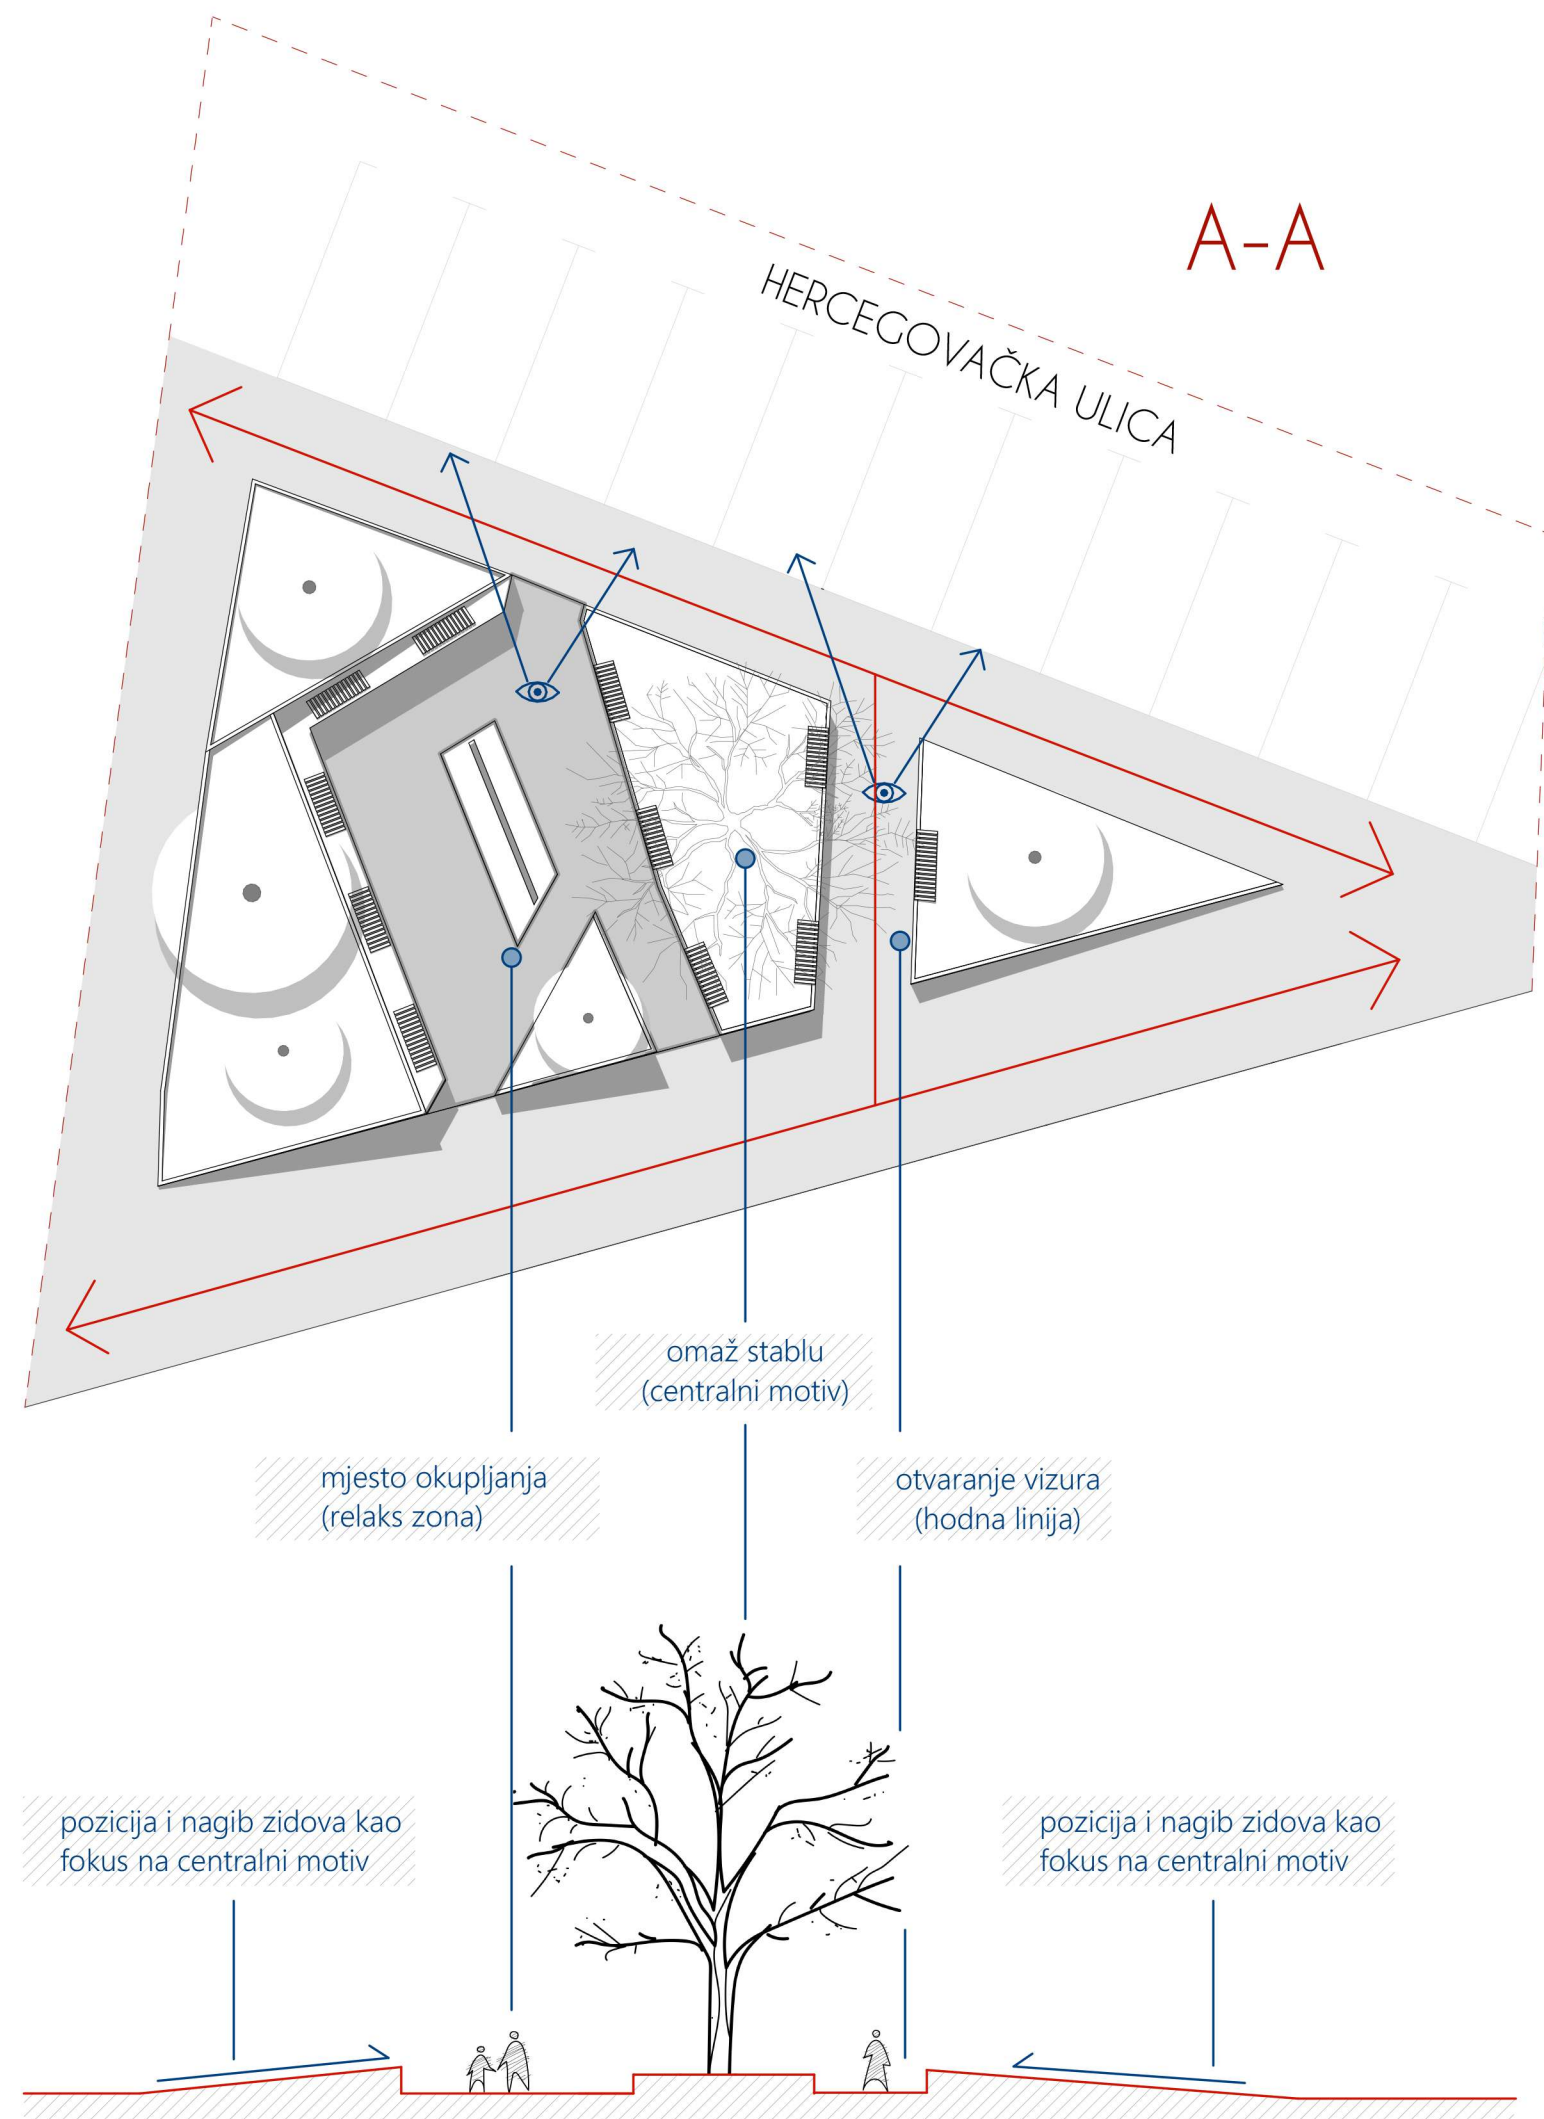 A-A
HERCEGOVAČKA ULICA
omaž stablu
(centralni motiv)
mjesto okupljanja
(relaks zona)
otvaranje vizura
(hodna linija)
pozicija i nagib zidova kao
fokus na centralni motiv
pozicija i nagib zidova kao
fokus na centralni motiv